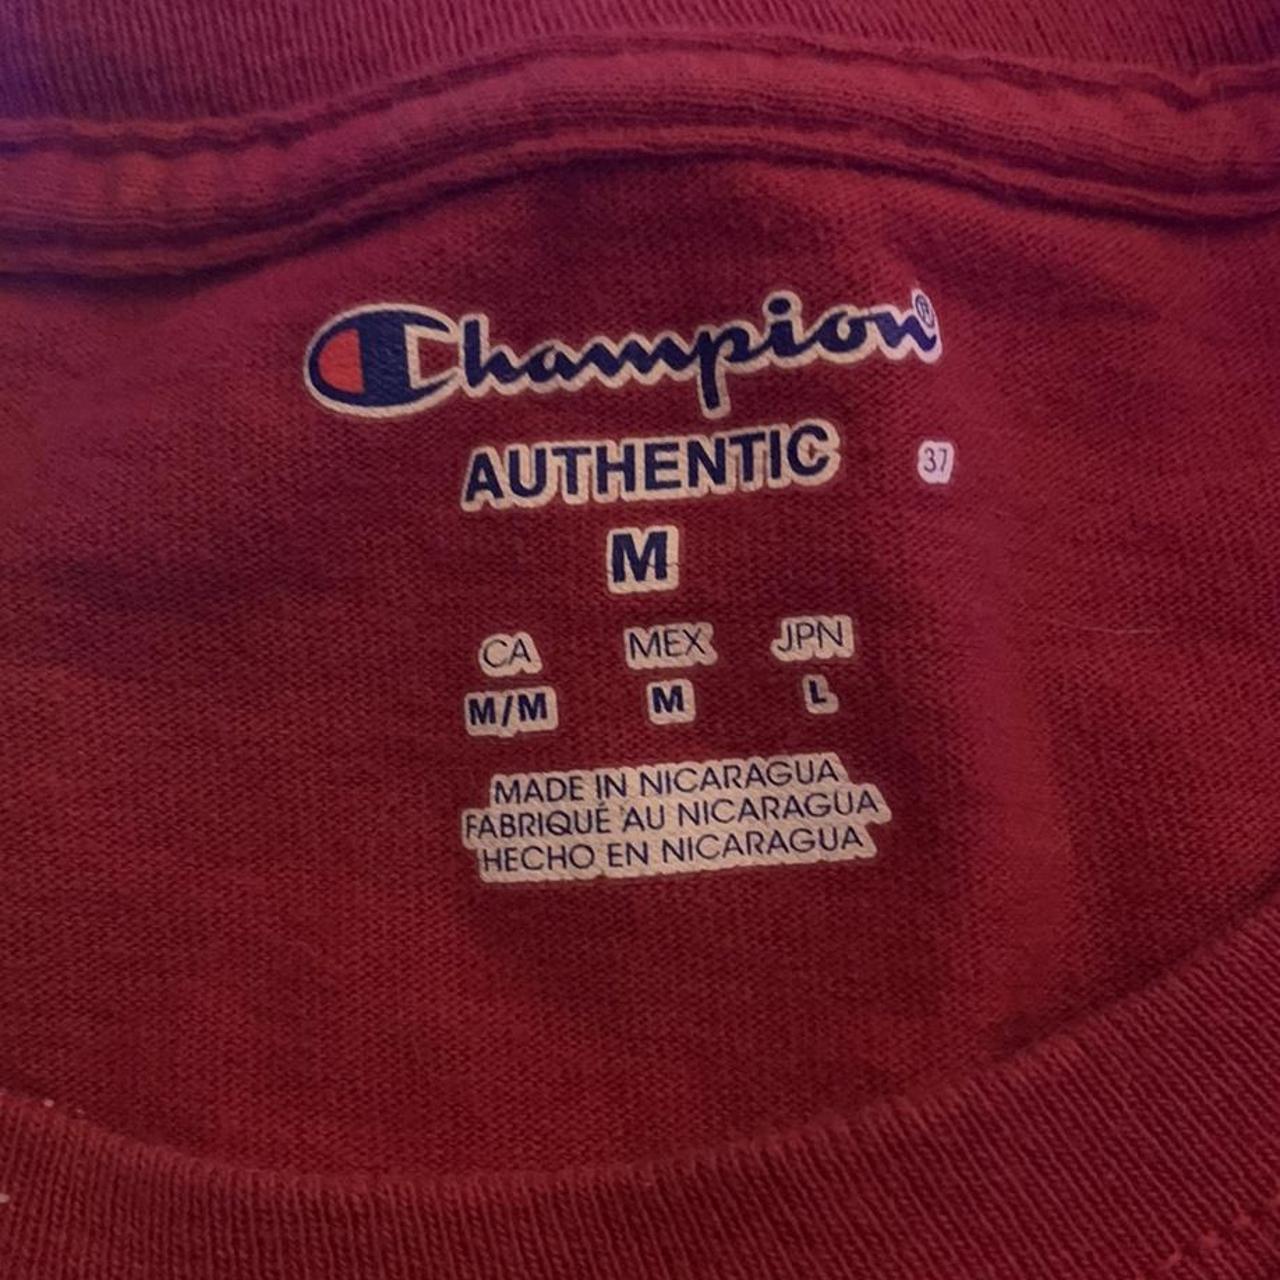 Champion®
AUTHENTIC
37
M
CA MEX JPN
M/M M L
MADE IN NICARAGUA
FABRIQUÉ AU NICARAGUA
HECHO EN NICARAGUA